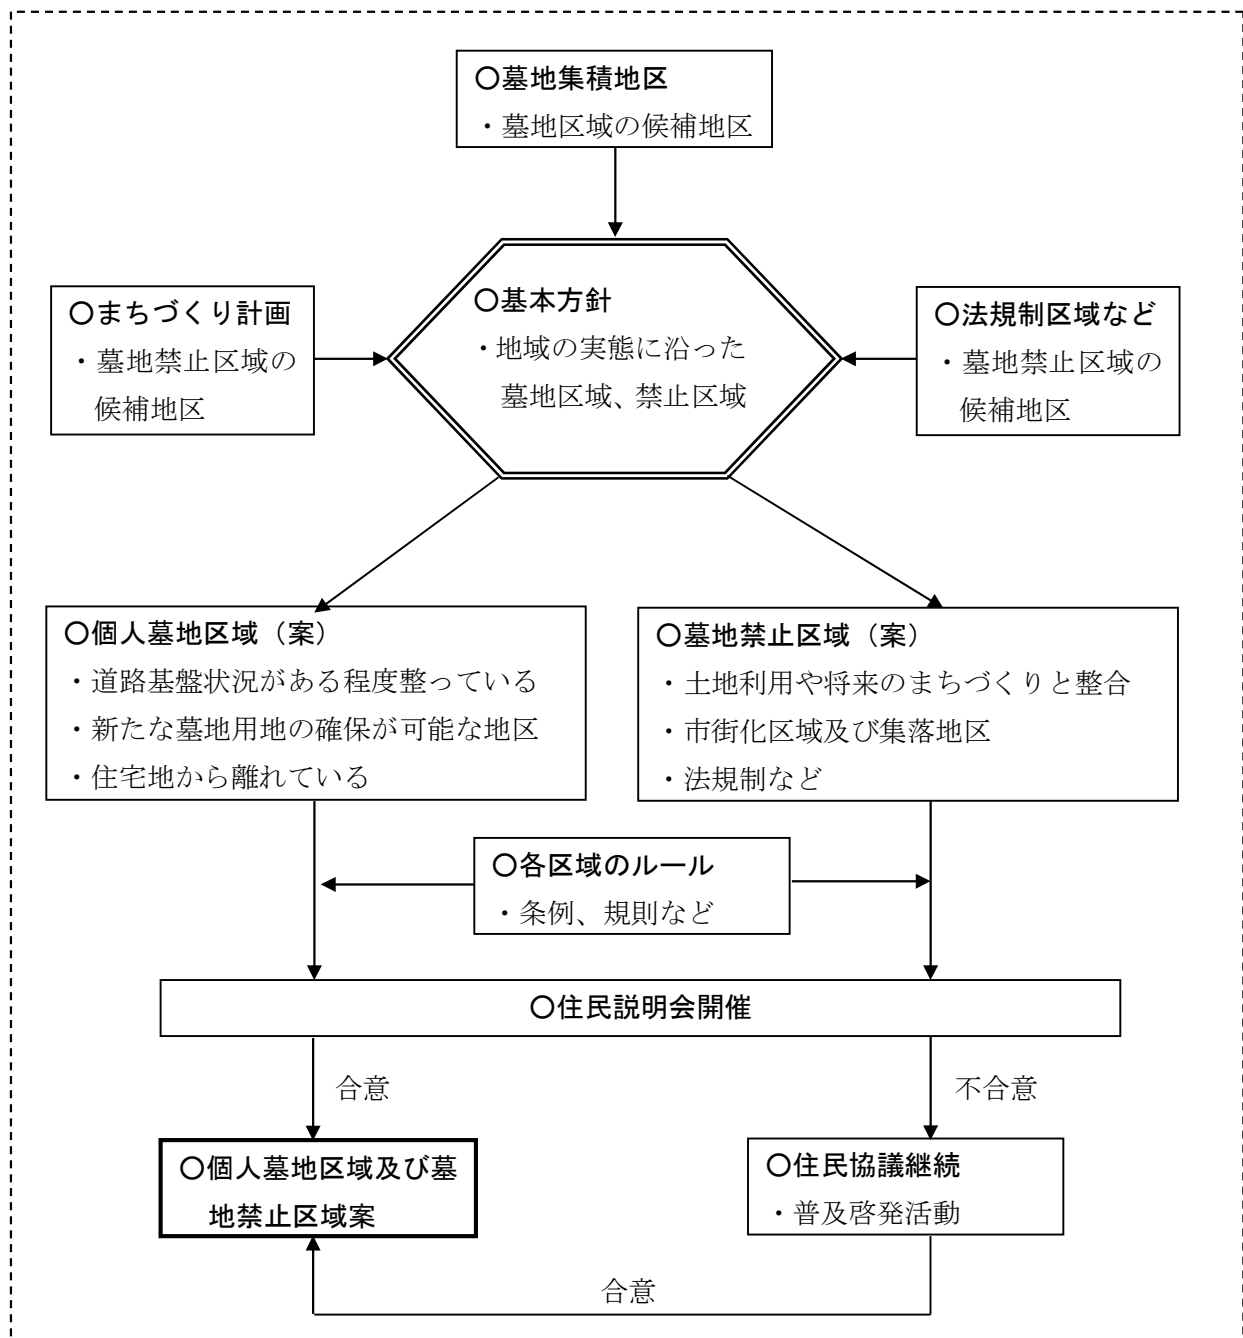 〇墓地集積地区
・墓地区域の候補地区
〇まちづくり計画
・墓地禁止区域の
候補地区
〇基本方針
・地域の実態に沿った
墓地区域、禁止区域
〇法規制区域など
・墓地禁止区域の
候補地区
〇個人墓地区域（案）
・道路基盤状況がある程度整っている
・新たな墓地用地の確保が可能な地区
・住宅地から離れている
〇墓地禁止区域（案）
・土地利用や将来のまちづくりと整合
・市街化区域及び集落地区
・法規制など
〇各区域のルール
・条例、規則など
〇住民説明会開催
合意
不合意
〇個人墓地区域及び墓
地禁止区域案
〇住民協議継続
・普及啓発活動
合意